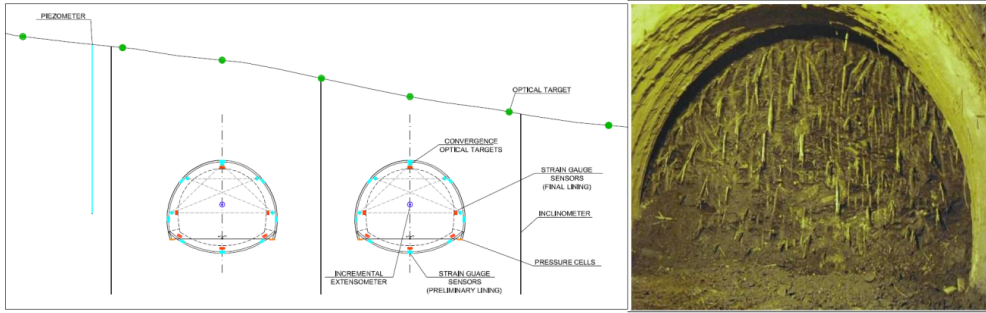 PIEZOMETER
OPTICAL TARGET
CONVERGENCE
OPTICAL TARGETS
STRAIN GAUGE
SENSORS
(FINAL LINING)
INCLINOMETER
PRESSURE CELLS
INCREMENTAL
EXTENSOMETER
STRAIN GUAGE
SENSORS
(PRELIMINARY LINING)